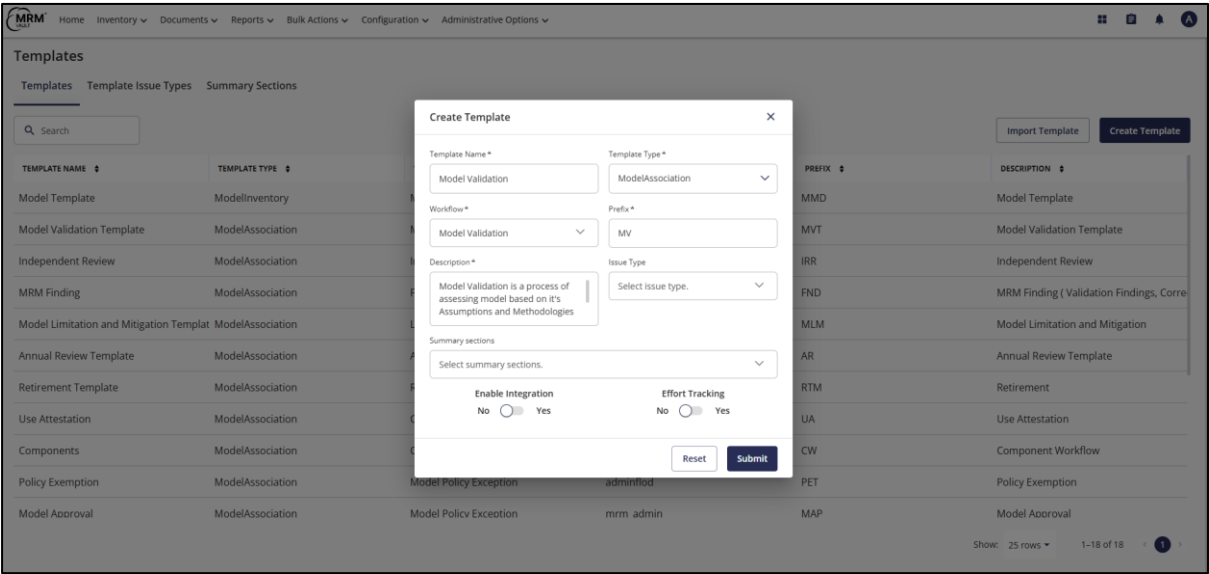 MRM
VAULT
Home Inventory Documents Reports Bulk Actions Configuration Administrative Options
A
Templates
Templates Template Issue Types Summary Sections
Search
Import Template Create Template
TEMPLATE NAME TEMPLATE TYPE PREFIX DESCRIPTION
Model Template ModelInventory MMD Model Template
Model Validation Template ModelAssociation MVT Model Validation Template
Independent Review ModelAssociation IRR Independent Review
MRM Finding ModelAssociation FND MRM Finding ( Validation Findings, Corre
Model Limitation and Mitigation Templat ModelAssociation MLM Model Limitation and Mitigation
Annual Review Template ModelAssociation AR Annual Review Template
Retirement Template ModelAssociation RTM Retirement
Use Attestation ModelAssociation UA Use Attestation
Components ModelAssociation CW Component Workflow
Policy Exemption ModelAssociation Model Policy Exception adminflod PET Policy Exemption
Model Approval ModelAssociation Model Policy Exception mrm_admin MAP Model Approval
Show: 25 rows 1–18 of 18 1
Create Template
Template Name * Template Type *
Model Validation ModelAssociation
Workflow * Prefix *
Model Validation MV
Description * Issue Type
Model Validation is a process of
assessing model based on it's
Assumptions and Methodologies
Select issue type.
Summary sections
Select summary sections.
Enable Integration Effort Tracking
No Yes No Yes
Reset Submit